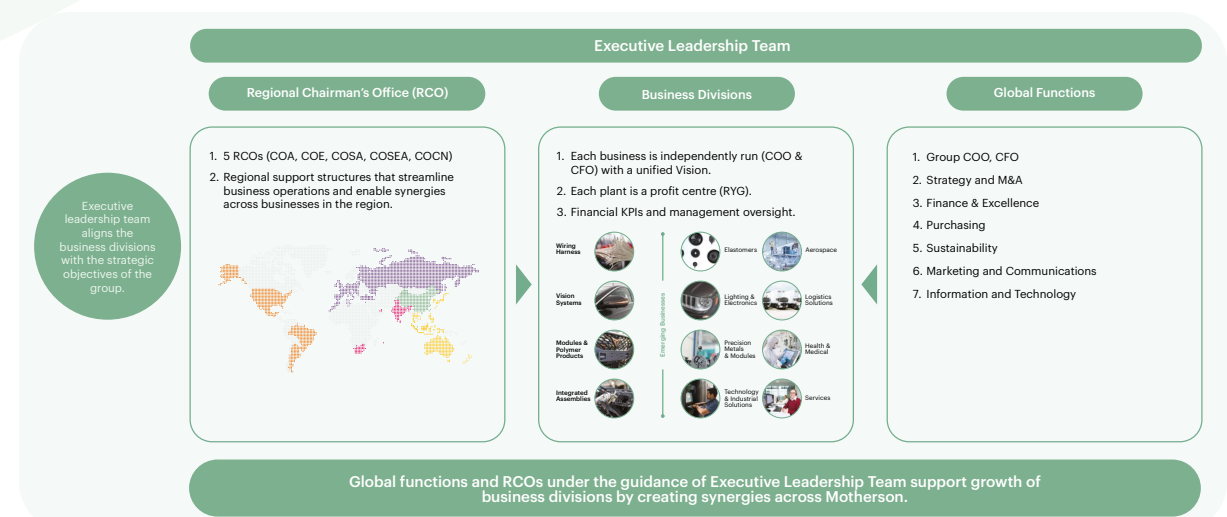 Executive Leadership Team
Regional Chairman's Office (RCO)
Business Divisions
Global Functions
Executive
leadership team
aligns the
business divisions
with the strategic
objectives of the
group.
1. 5 RCOs (COA, COE, COSA, COSEA, COCN)
2. Regional support structures that streamline
business operations and enable synergies
across businesses in the region.
1. Each business is independently run (COO &
CFO) with a unified Vision.
2. Each plant is a profit centre (RYG).
3. Financial KPIs and management oversight.
Wiring
Harness
Vision
Systems
Modules &
Polymer
Products
Integrated
Assemblies
Emerging Businesses
Elastomers
Aerospace
Lighting &
Electronics
Logistics
Solutions
Precision
Metals
& Modules
Health &
Medical
Technology
& Industrial
Solutions
Services
1. Group COO, CFO
2. Strategy and M&A
3. Finance & Excellence
4. Purchasing
5. Sustainability
6. Marketing and Communications
7. Information and Technology
Global functions and RCOs under the guidance of Executive Leadership Team support growth of
business divisions by creating synergies across Motherson.